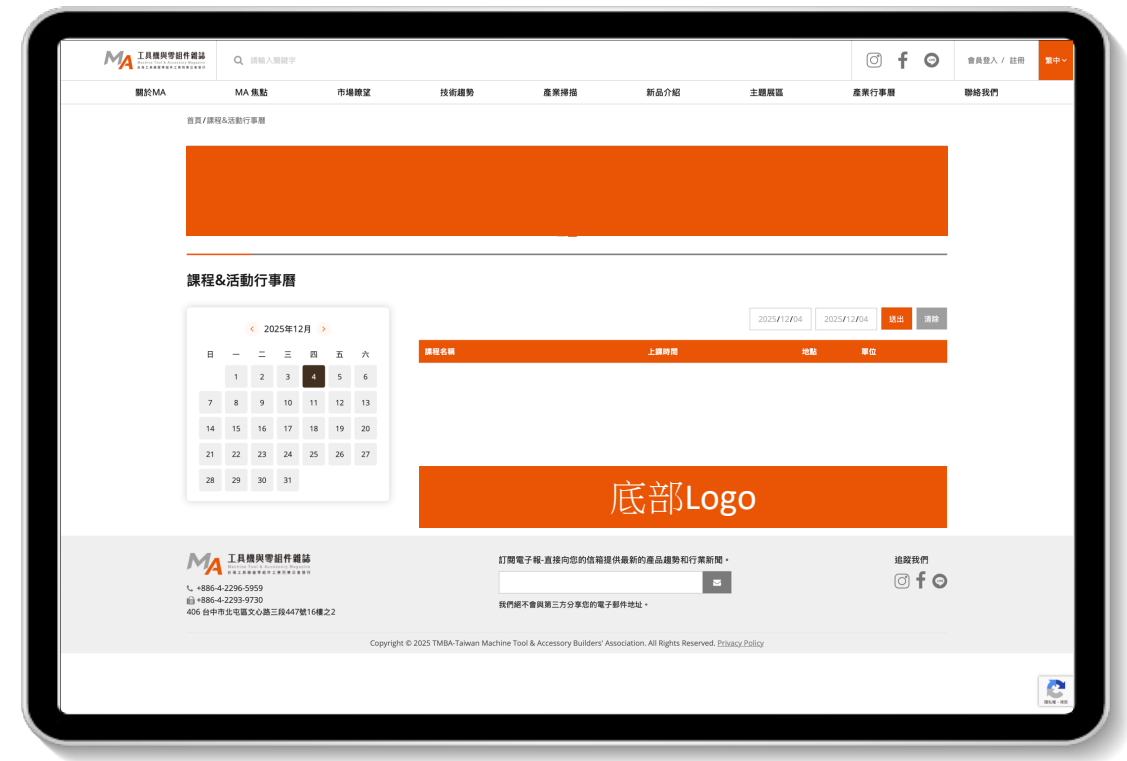 MA 工具機與零組件雜誌
請輸入關鍵字
會員登入 / 註冊
繁中
關於MA
MA 焦點
市場瞭望
技術趨勢
產業掃描
新品介紹
主題展區
產業行事曆
聯絡我們
首頁/課程&活動行事曆
課程&活動行事曆
2025年12月
日 一 二 三 四 五 六
1 2 3 4 5 6
7 8 9 10 11 12 13
14 15 16 17 18 19 20
21 22 23 24 25 26 27
28 29 30 31
2025/12/04
2025/12/04
送出
清除
課程名稱 上課時間 地點 單位
底部Logo
MA 工具機與零組件雜誌
+886-4-2296-5959
+886-4-2293-9730
406 台中市北屯區文心路三段447號16樓之2
訂閱電子報-直接向您的信箱提供最新的產品趨勢和行業新聞。
我們絕不會與第三方分享您的電子郵件地址。
追蹤我們
Copyright © 2025 TMBA-Taiwan Machine Tool & Accessory Builders' Association. All Rights Reserved. Privacy Policy